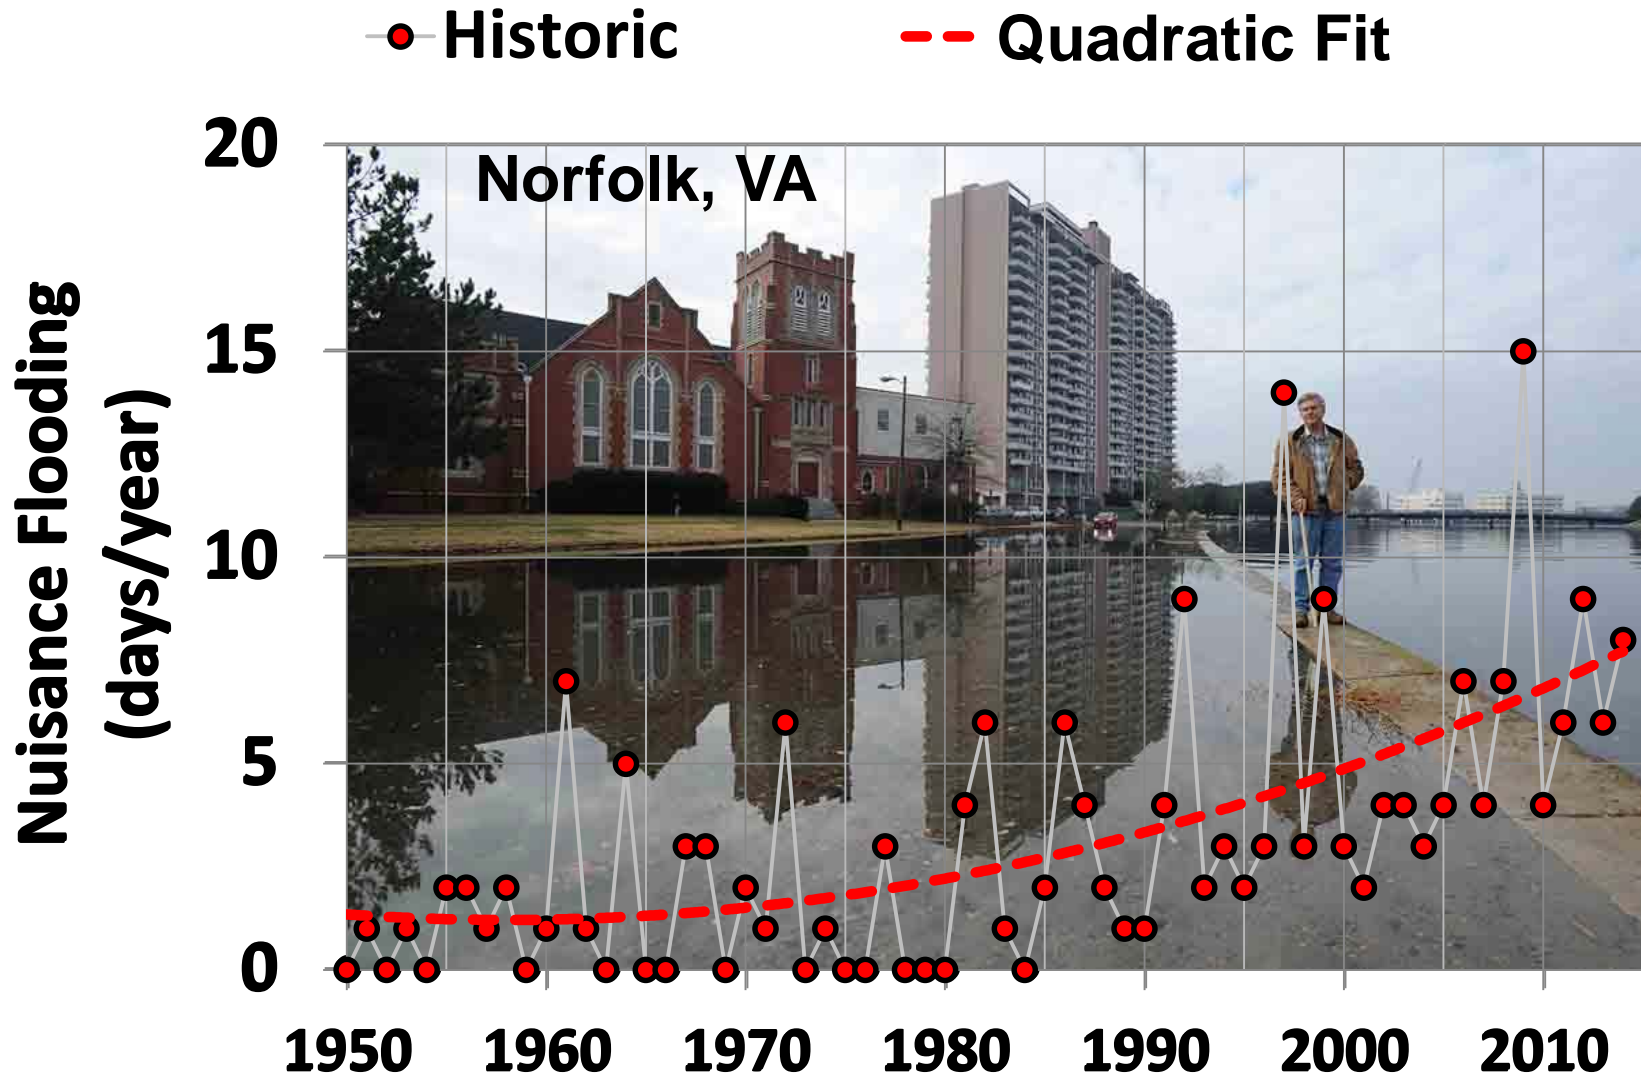 Historic
Quadratic Fit
Norfolk, VA
Nuisance Flooding
(days/year)
20
15
10
5
0
1950 1960 1970 1980 1990 2000 2010